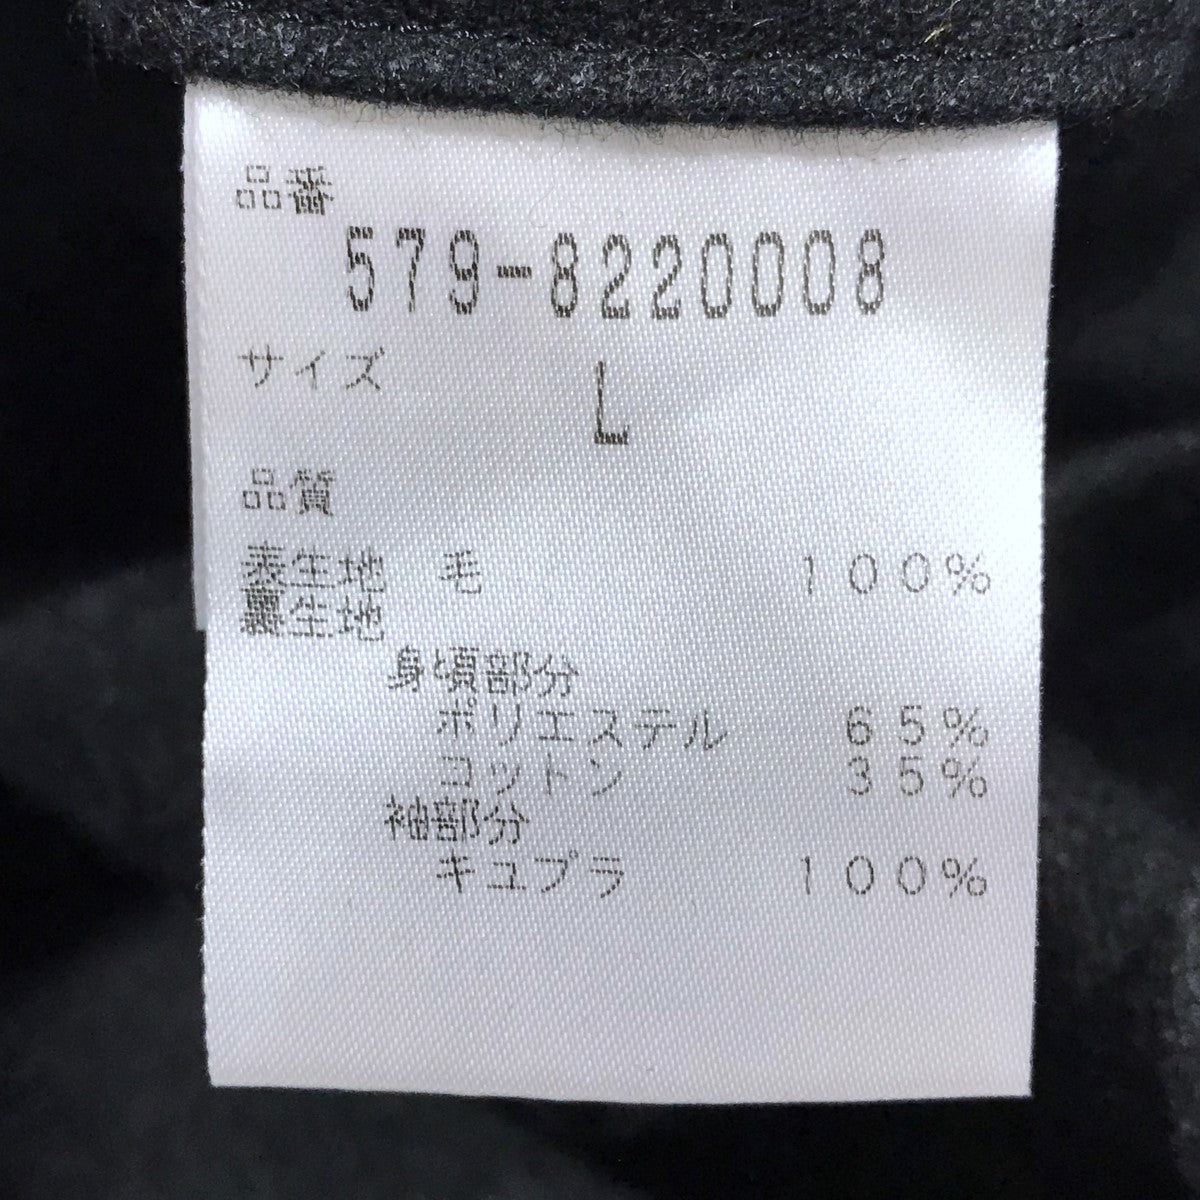 品番
579-8220008
サイズ
L
品質
表生地 毛 100%
裏生地
身頃部分
ポリエステル 65%
コットン 35%
袖部分
キュプラ 100%